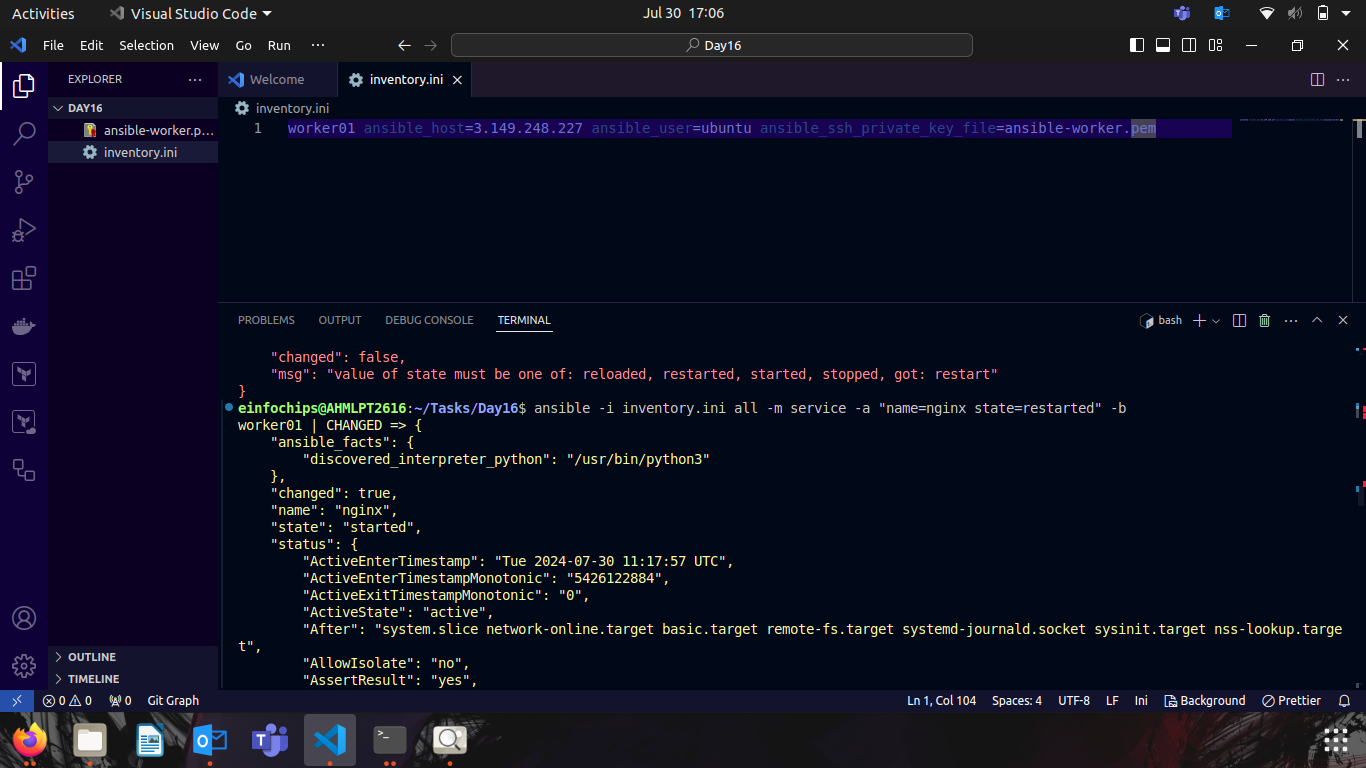 Activities
Visual Studio Code
Jul 30 17:06
File Edit Selection View Go Run ···
Day16
EXPLORER
Welcome
inventory.ini
DAY16
ansible-worker.p...
inventory.ini
inventory.ini
1 worker01 ansible_host=3.149.248.227 ansible_user=ubuntu ansible_ssh_private_key_file=ansible-worker.pem
PROBLEMS OUTPUT DEBUG CONSOLE TERMINAL
bash
"changed": false,
"msg": "value of state must be one of: reloaded, restarted, started, stopped, got: restart"
}
einfochips@AHMLPT2616:~/Tasks/Day16$ ansible -i inventory.ini all -m service -a "name=nginx state=restarted" -b
worker01 | CHANGED => {
"ansible_facts": {
"discovered_interpreter_python": "/usr/bin/python3"
},
"changed": true,
"name": "nginx",
"state": "started",
"status": {
"ActiveEnterTimestamp": "Tue 2024-07-30 11:17:57 UTC",
"ActiveEnterTimestampMonotonic": "5426122884",
"ActiveExitTimestampMonotonic": "0",
"ActiveState": "active",
"After": "system.slice network-online.target basic.target remote-fs.target systemd-journald.socket sysinit.target nss-lookup.targe
t",
"AllowIsolate": "no",
"AssertResult": "yes",
OUTLINE
TIMELINE
0 0 0 Git Graph
Ln 1, Col 104 Spaces: 4 UTF-8 LF Ini Background Prettier